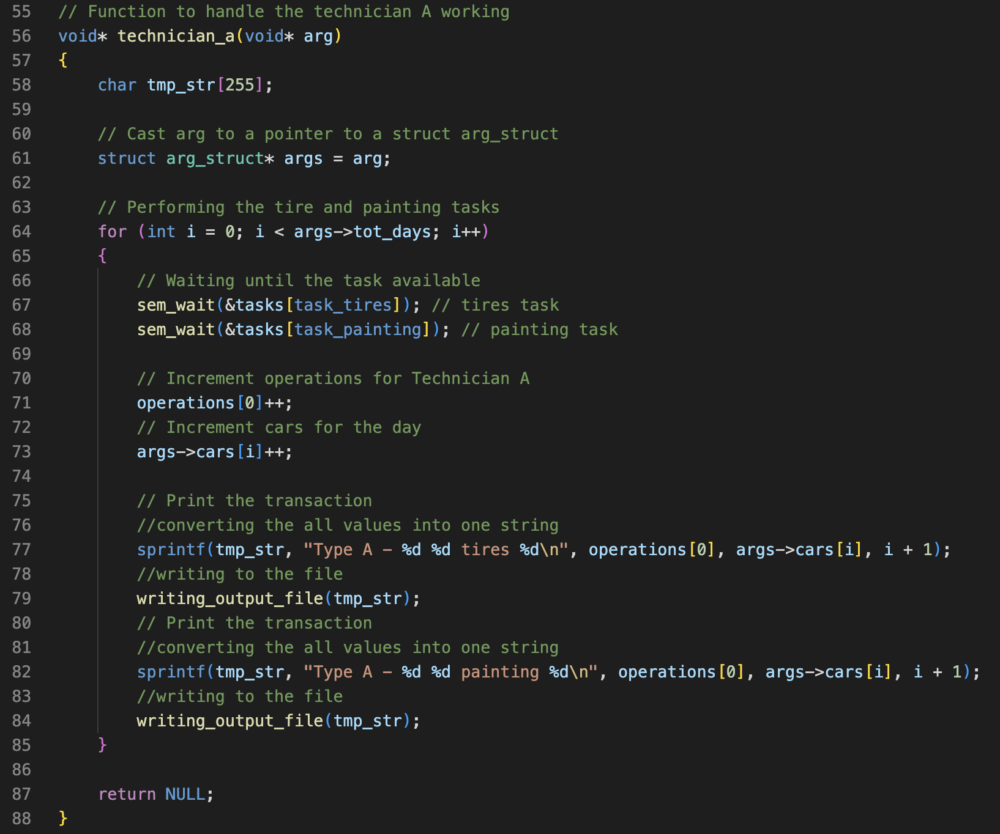 55 // Function to handle the technician A working
56 void* technician_a(void* arg)
57 {
58     char tmp_str[255];
59
60     // Cast arg to a pointer to a struct arg_struct
61     struct arg_struct* args = arg;
62
63     // Performing the tire and painting tasks
64     for (int i = 0; i < args->tot_days; i++)
65     {
66         // Waiting until the task available
67         sem_wait(&tasks[task_tires]); // tires task
68         sem_wait(&tasks[task_painting]); // painting task
69
70         // Increment operations for Technician A
71         operations[0]++;
72         // Increment cars for the day
73         args->cars[i]++;
74
75         // Print the transaction
76         //converting the all values into one string
77         sprintf(tmp_str, "Type A - %d %d tires %d\n", operations[0], args->cars[i], i + 1);
78         //writing to the file
79         writing_output_file(tmp_str);
80         // Print the transaction
81         //converting the all values into one string
82         sprintf(tmp_str, "Type A - %d %d painting %d\n", operations[0], args->cars[i], i + 1);
83         //writing to the file
84         writing_output_file(tmp_str);
85     }
86
87     return NULL;
88 }